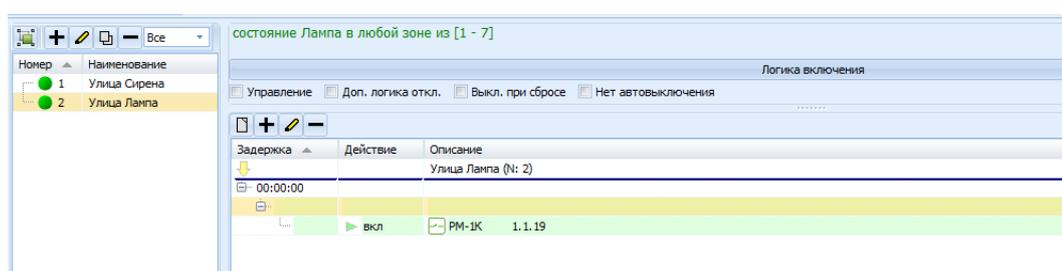 Все
состояние Лампа в любой зоне из [1 - 7]
Номер Наименование
1 Улица Сирена
2 Улица Лампа
Логика включения
Управление Доп. логика откл. Выкл. при сбросе Нет автовыключения
Задержка Действие Описание
Улица Лампа (N: 2)
00:00:00
вкл РМ-1К 1.1.19